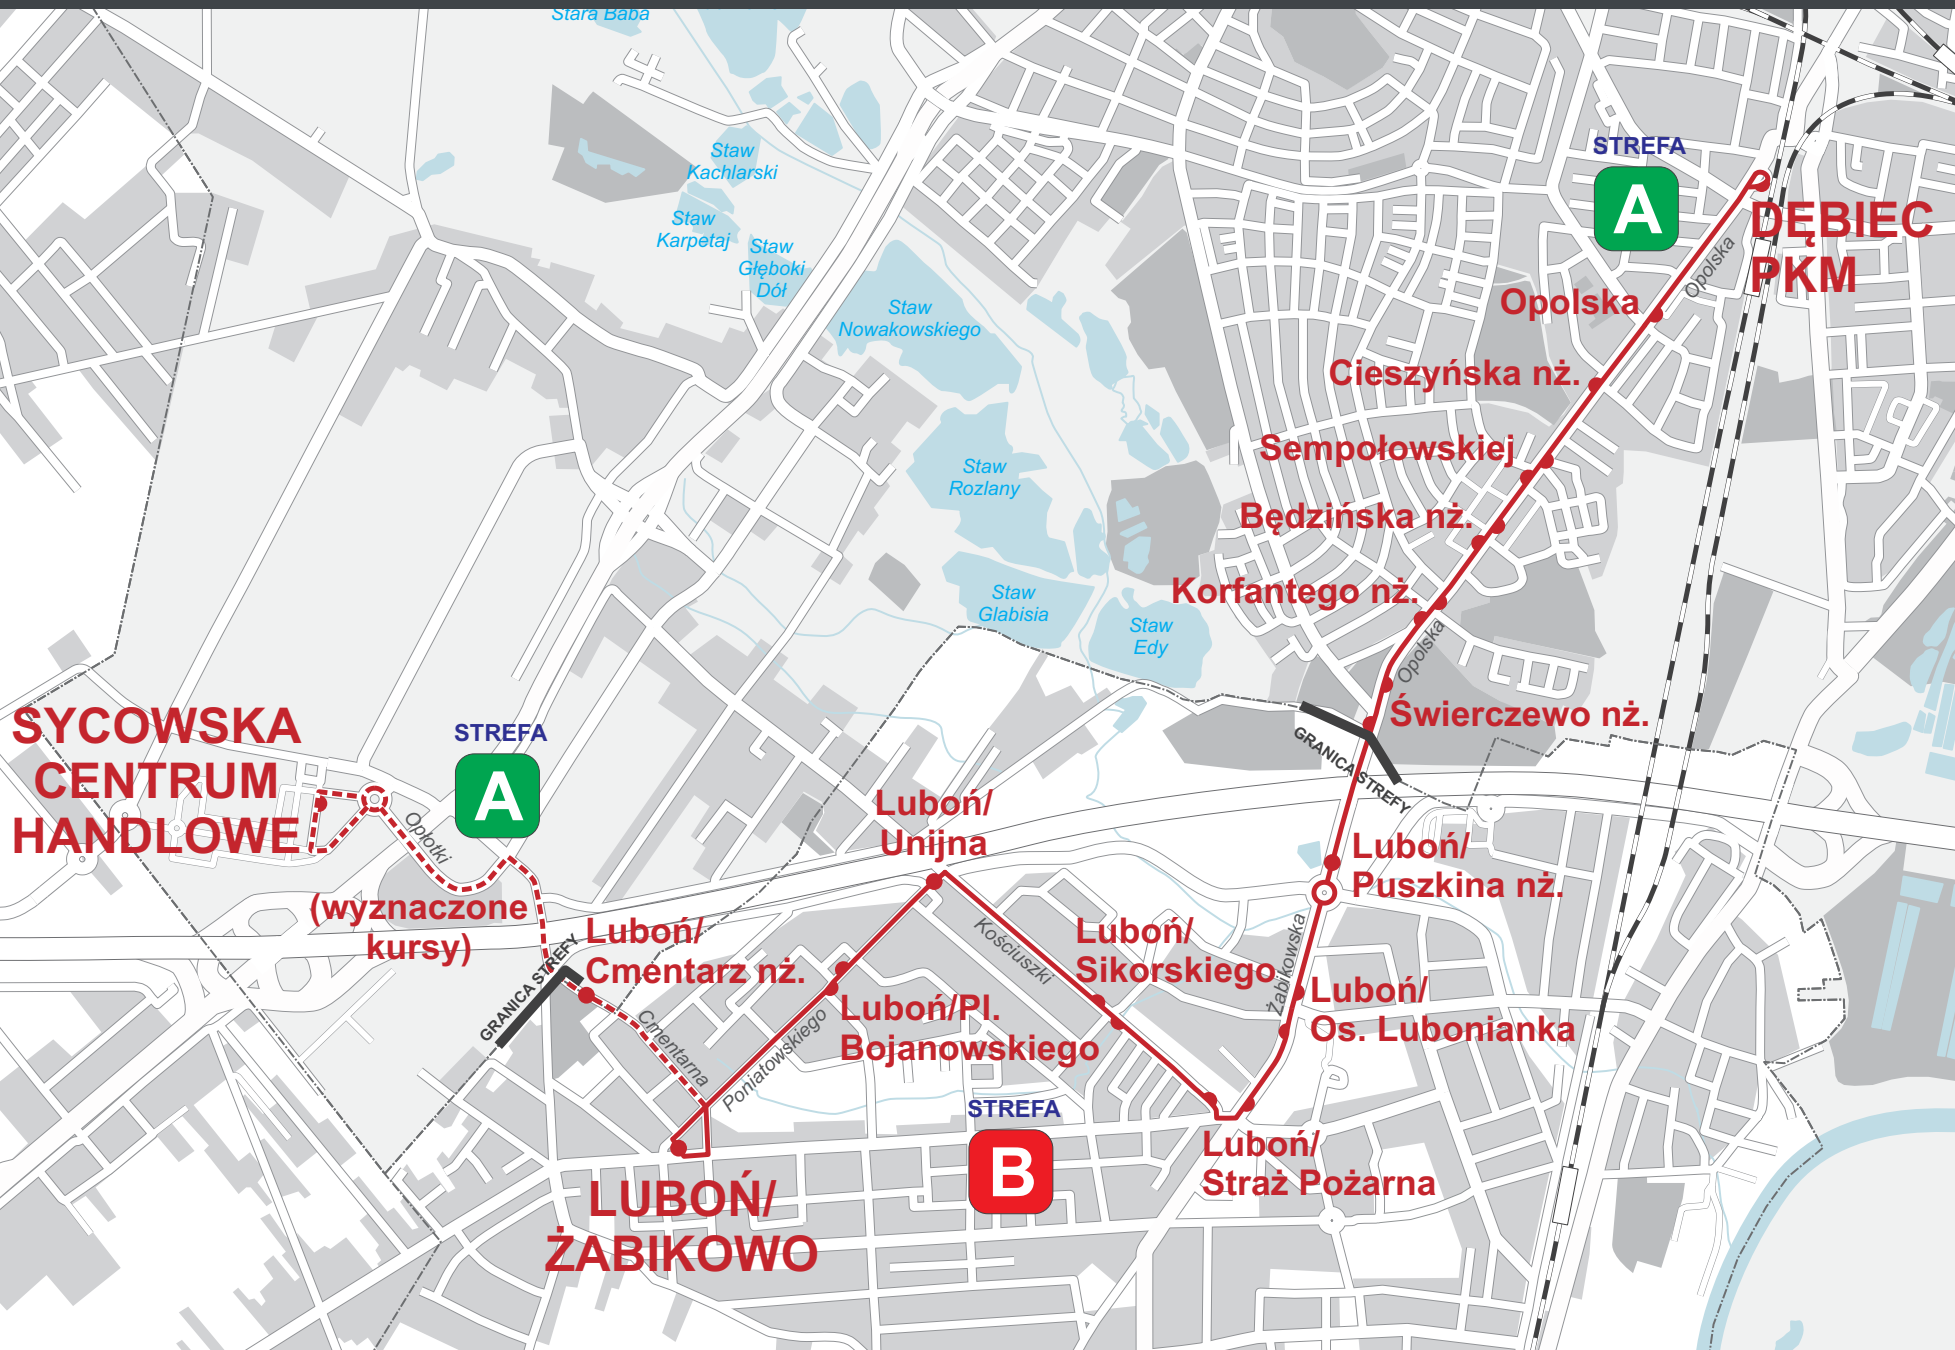 Stara Baba
Staw
Kachlarski
Staw
Karpetaj
Staw
Głęboki
Dół
Staw
Nowakowskiego
Staw
Rozlany
Staw
Glabisia
Staw
Edy
STREFA
A
DĘBIEC
PKM
Opolska
Opolska
Cieszyńska nż.
Sempołowskiej
Będzińska nż.
Korfantego nż.
Opolska
Świerczewo nż.
GRANICA STREFY
SYCOWSKA
CENTRUM
HANDLOWE
STREFA
A
Opłotki
(wyznaczone
kursy)
GRANICA STREFY
Luboń/
Cmentarz nż.
Cmentarna
Poniatowskiego
Luboń/
Unijna
Luboń/Pl.
Bojanowskiego
Kościuszki
Luboń/
Sikorskiego
Żabikowska
Luboń/
Puszkina nż.
Luboń/
Os. Lubonianka
STREFA
B
Luboń/
Straż Pożarna
LUBOŃ/
ŻABIKOWO